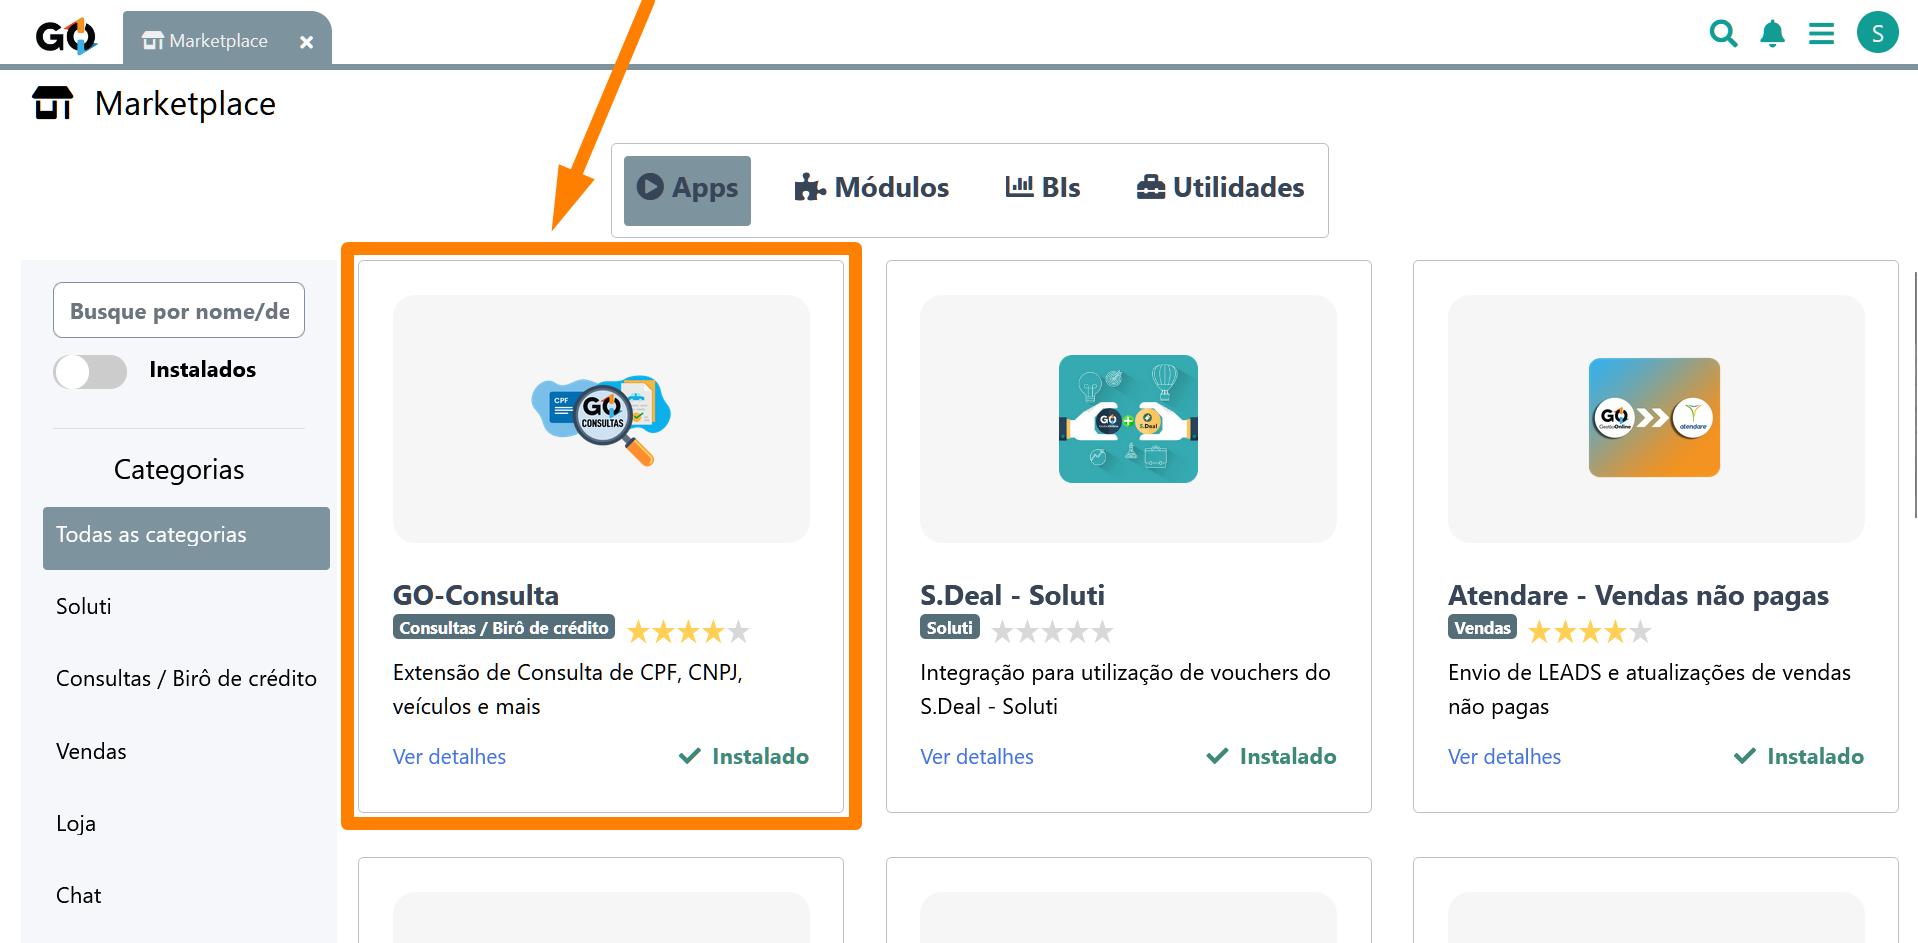 GO
Marketplace
S
Marketplace
Apps
Módulos
BIs
Utilidades
Busque por nome/de
Instalados
Categorias
Todas as categorias
Soluti
Consultas / Birô de crédito
Vendas
Loja
Chat
CPF
GO
CONSULTAS
GO-Consulta
Consultas / Birô de crédito
Extensão de Consulta de CPF, CNPJ,
veículos e mais
Ver detalhes
Instalado
GO
S.Deal
S.Deal - Soluti
Soluti
Integração para utilização de vouchers do
S.Deal - Soluti
Ver detalhes
Instalado
GO
GestãoOnline
atendare
Atendare - Vendas não pagas
Vendas
Envio de LEADS e atualizações de vendas
não pagas
Ver detalhes
Instalado